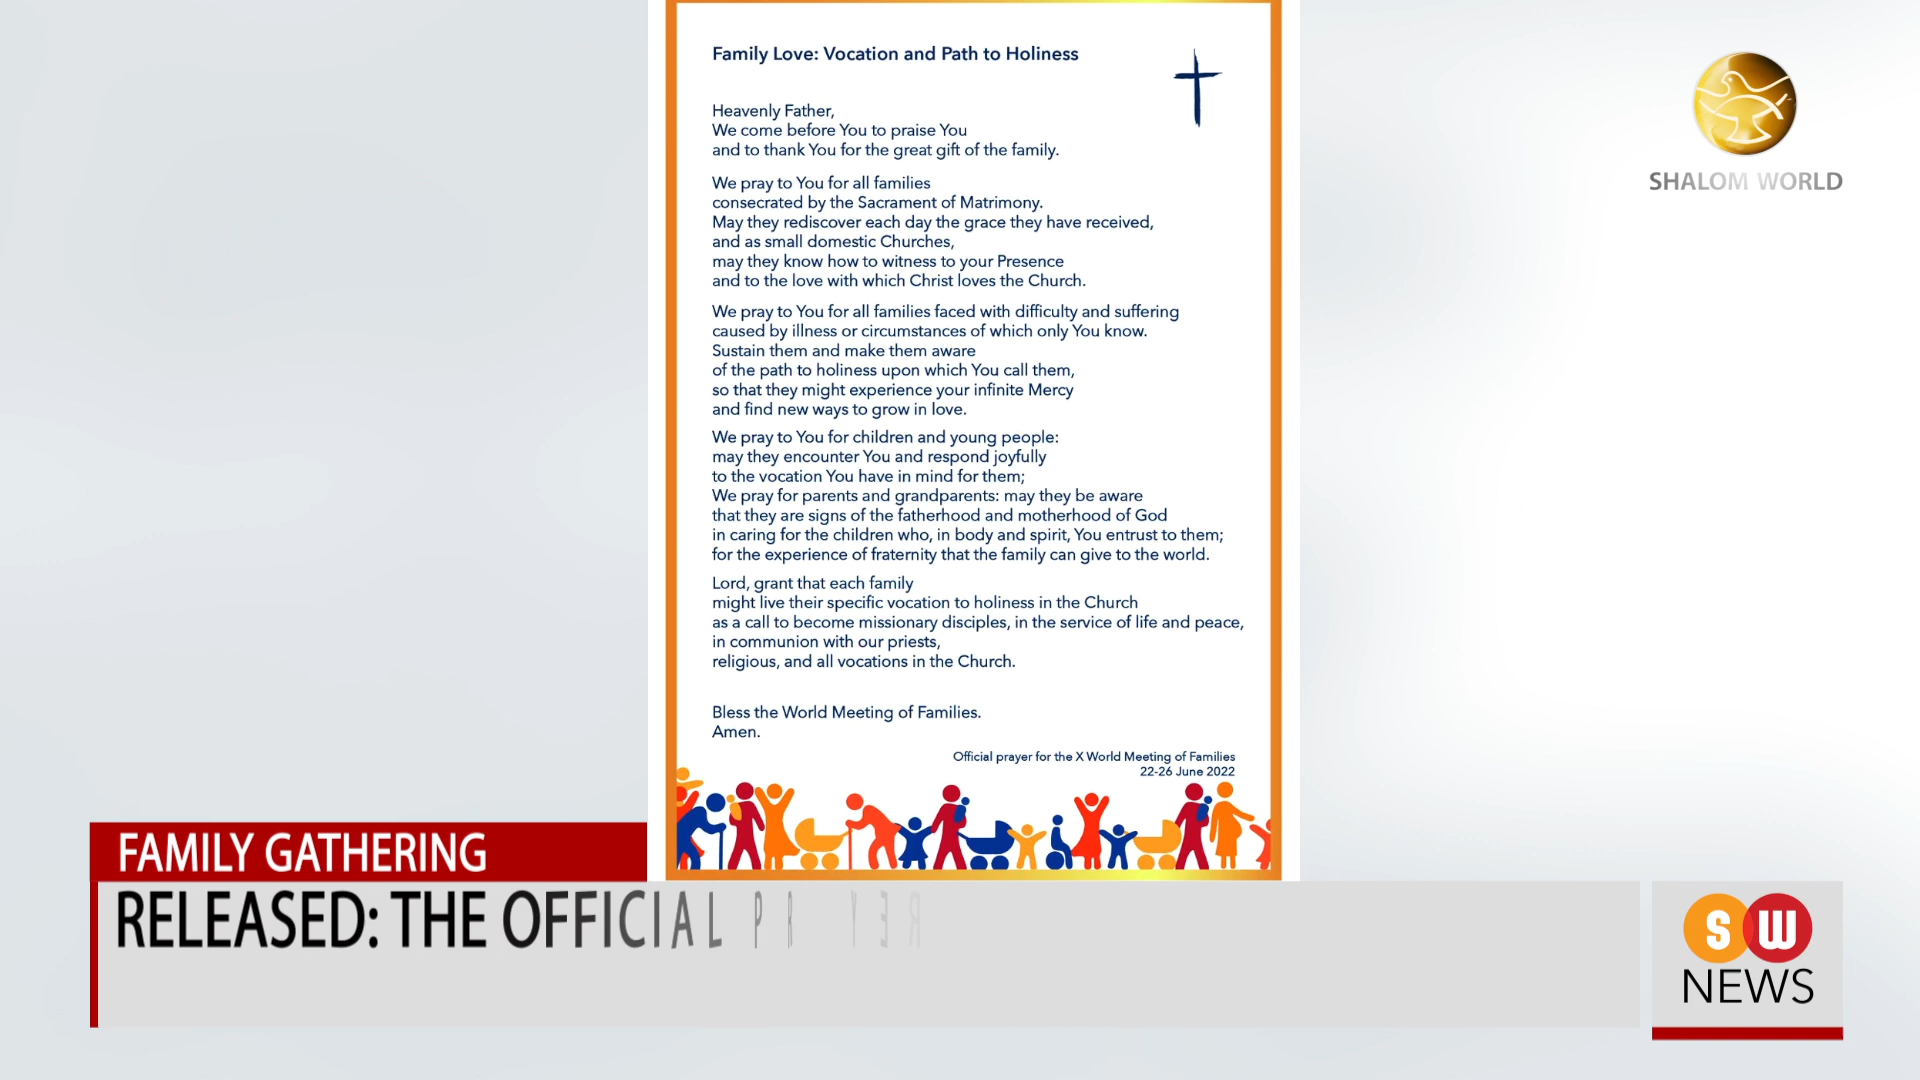 Family Love: Vocation and Path to Holiness
Heavenly Father,
We come before You to praise You
and to thank You for the great gift of the family.
We pray to You for all families
consecrated by the Sacrament of Matrimony.
May they rediscover each day the grace they have received,
and as small domestic Churches,
may they know how to witness to your Presence
and to the love with which Christ loves the Church.
We pray to You for all families faced with difficulty and suffering
caused by illness or circumstances of which only You know.
Sustain them and make them aware
of the path to holiness upon which You call them,
so that they might experience your infinite Mercy
and find new ways to grow in love.
We pray to You for children and young people:
may they encounter You and respond joyfully
to the vocation You have in mind for them;
We pray for parents and grandparents: may they be aware
that they are signs of the fatherhood and motherhood of God
in caring for the children who, in body and spirit, You entrust to them;
for the experience of fraternity that the family can give to the world.
Lord, grant that each family
might live their specific vocation to holiness in the Church
as a call to become missionary disciples, in the service of life and peace,
in communion with our priests,
religious, and all vocations in the Church.
Bless the World Meeting of Families.
Amen.
Official prayer for the X World Meeting of Families
22-26 June 2022
SHALOM WORLD
FAMILY GATHERING
RELEASED: THE OFFICIAL PR YER
SW
NEWS